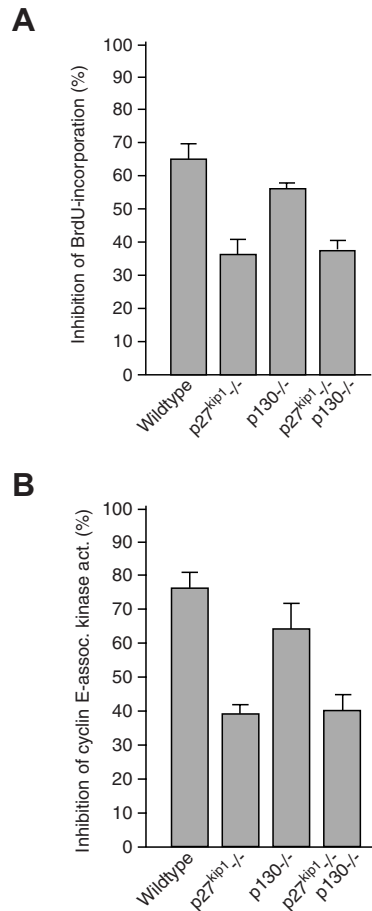 A
Inhibition of BrdU-incorporation (%)
100
90
80
70
60
50
40
30
20
10
0
Wildtype
p27kip1-/-
p130-/-
p27kip1-/-
p130-/-
B
Inhibition of cyclin E-assoc. kinase act. (%)
100
90
80
70
60
50
40
30
20
10
0
Wildtype
p27kip1-/-
p130-/-
p27kip1-/-
p130-/-